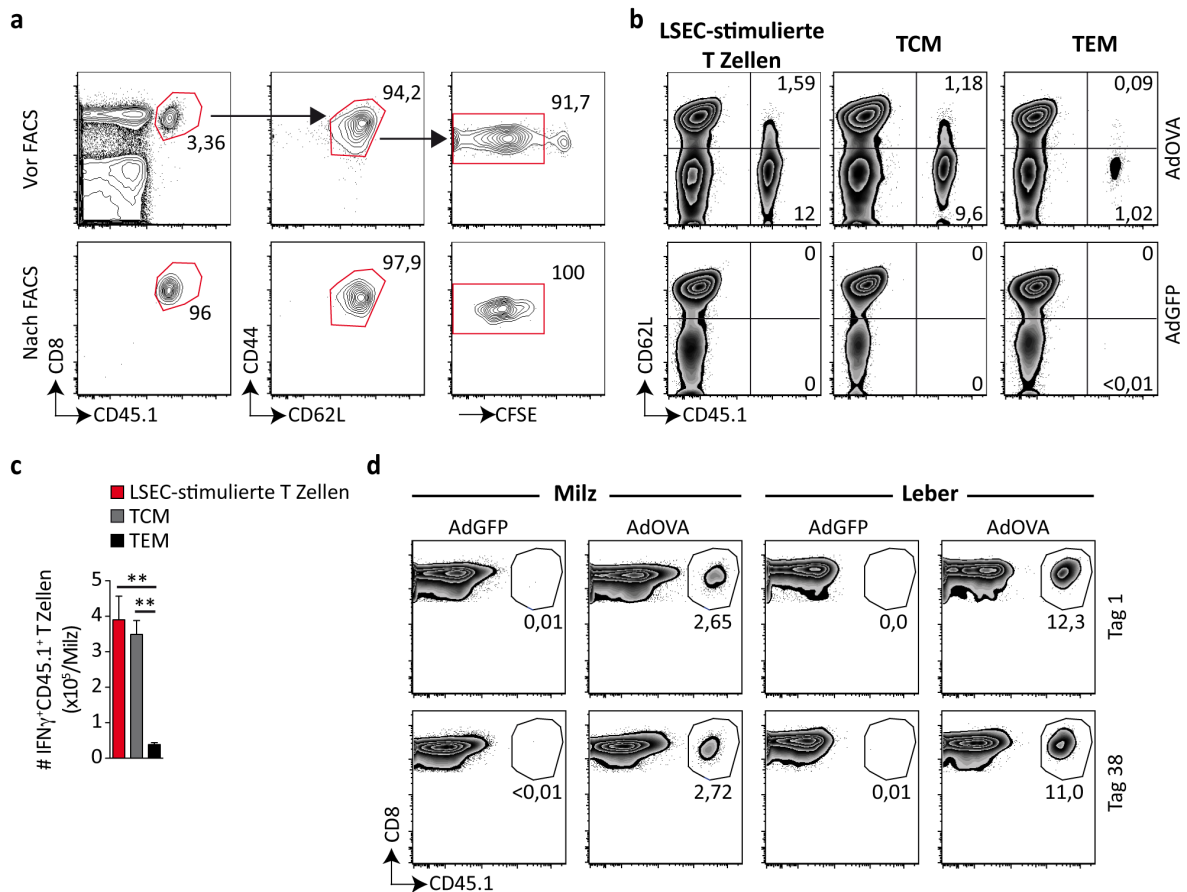 a
Vor FACS
3,36
94,2
91,7
Nach FACS
96
97,9
100
CD8
CD45.1
CD44
CD62L
CFSE
b
LSEC-stimulierte
T Zellen
TCM
TEM
1,59
12
1,18
9,6
0,09
1,02
AdOVA
0
0
0
0
0
<0,01
AdGFP
CD62L
CD45.1
c
LSEC-stimulierte T Zellen
TCM
TEM
# IFNγ⁺CD45.1⁺ T Zellen
(x10⁵/Milz)
5
4
3
2
1
0
**
**
d
Milz
Leber
AdGFP
AdOVA
AdGFP
AdOVA
0,01
2,65
0,0
12,3
Tag 1
<0,01
2,72
0,01
11,0
Tag 38
CD8
CD45.1